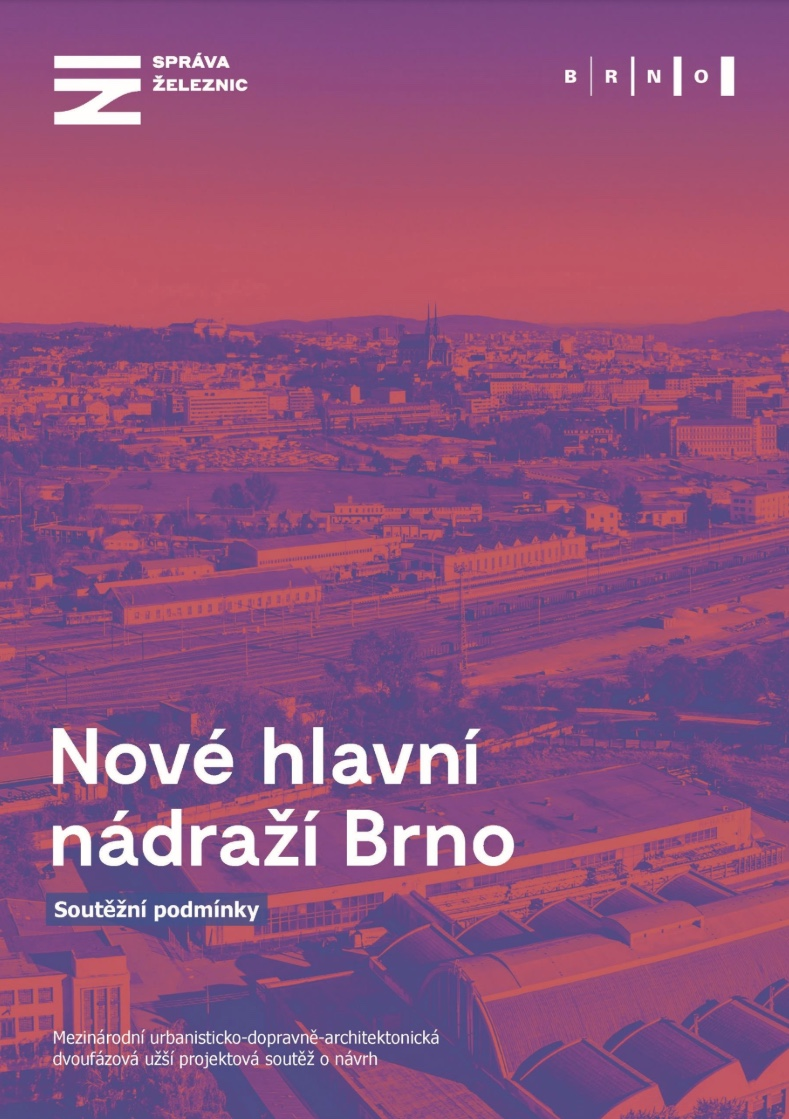 SPRÁVA
ŽELEZNIC
B R N O
Nové hlavní
nádraží Brno
Soutěžní podmínky
Mezinárodní urbanisticko-dopravně-architektonická
dvoufázová užší projektová soutěž o návrh